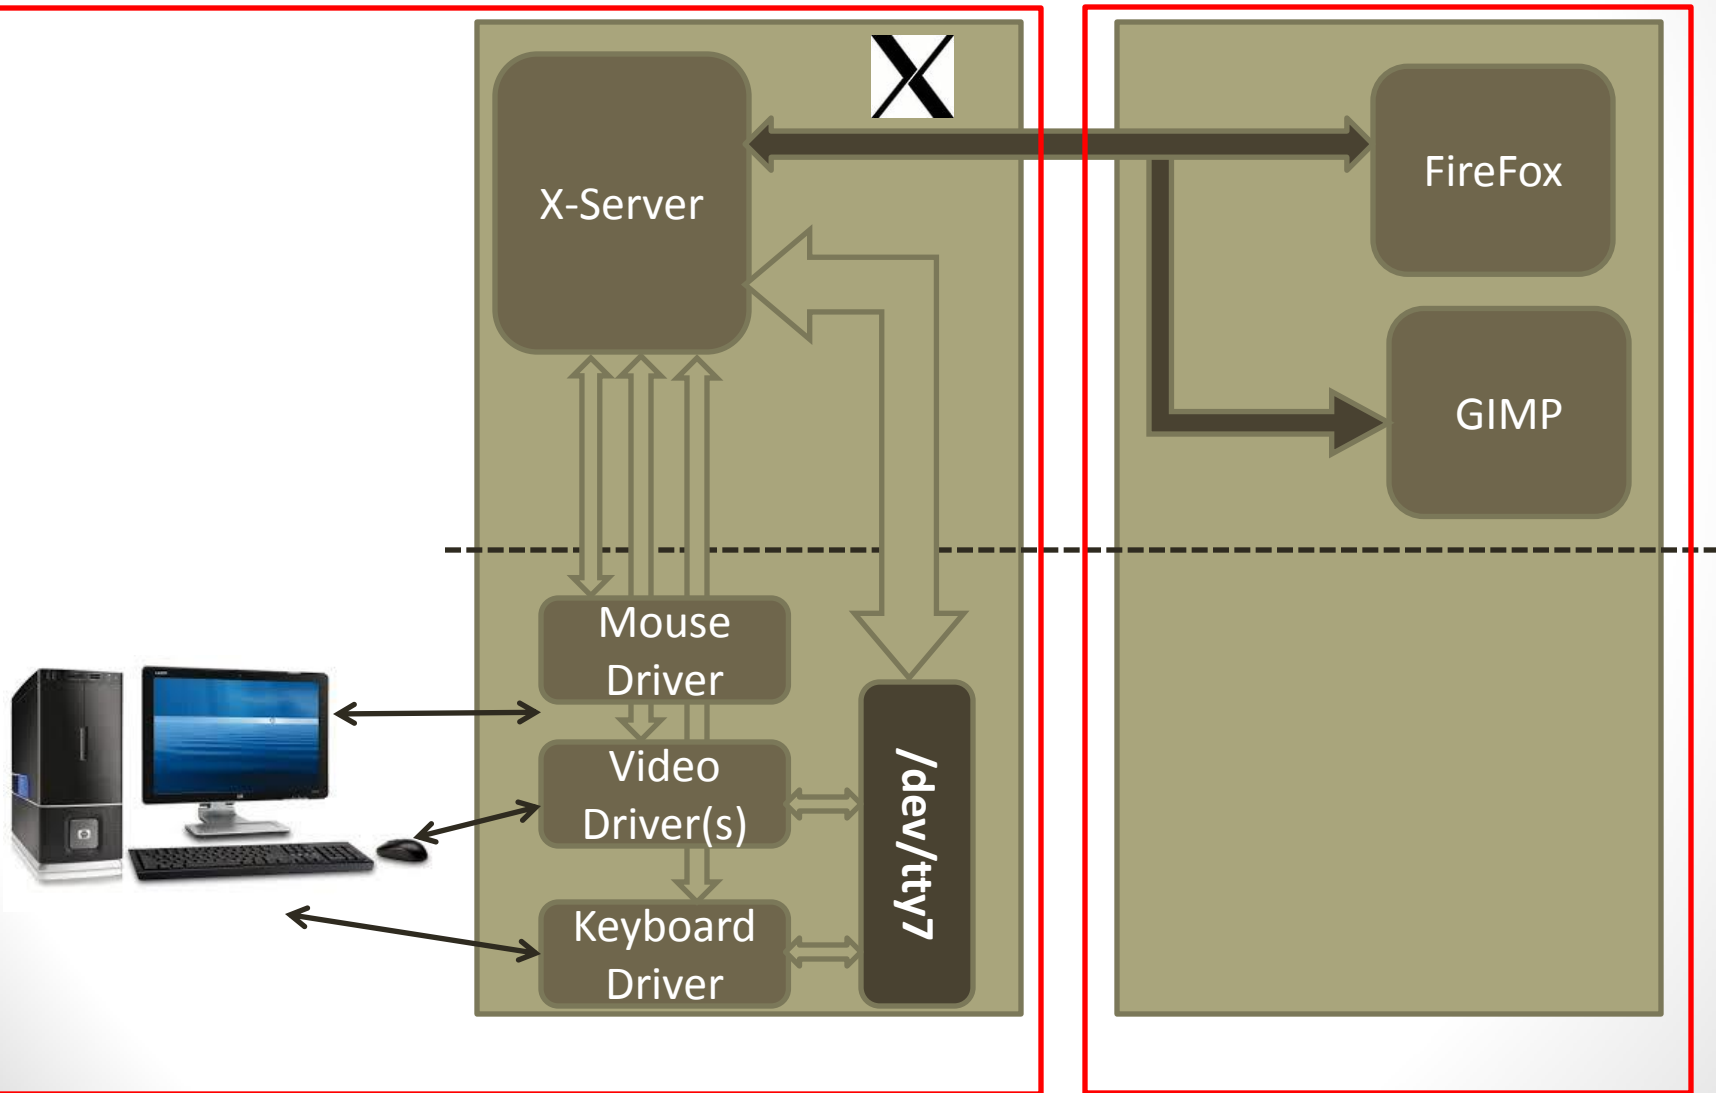 X-Server
FireFox
GIMP
Mouse
Driver
Video
Driver(s)
Keyboard
Driver
/dev/tty7